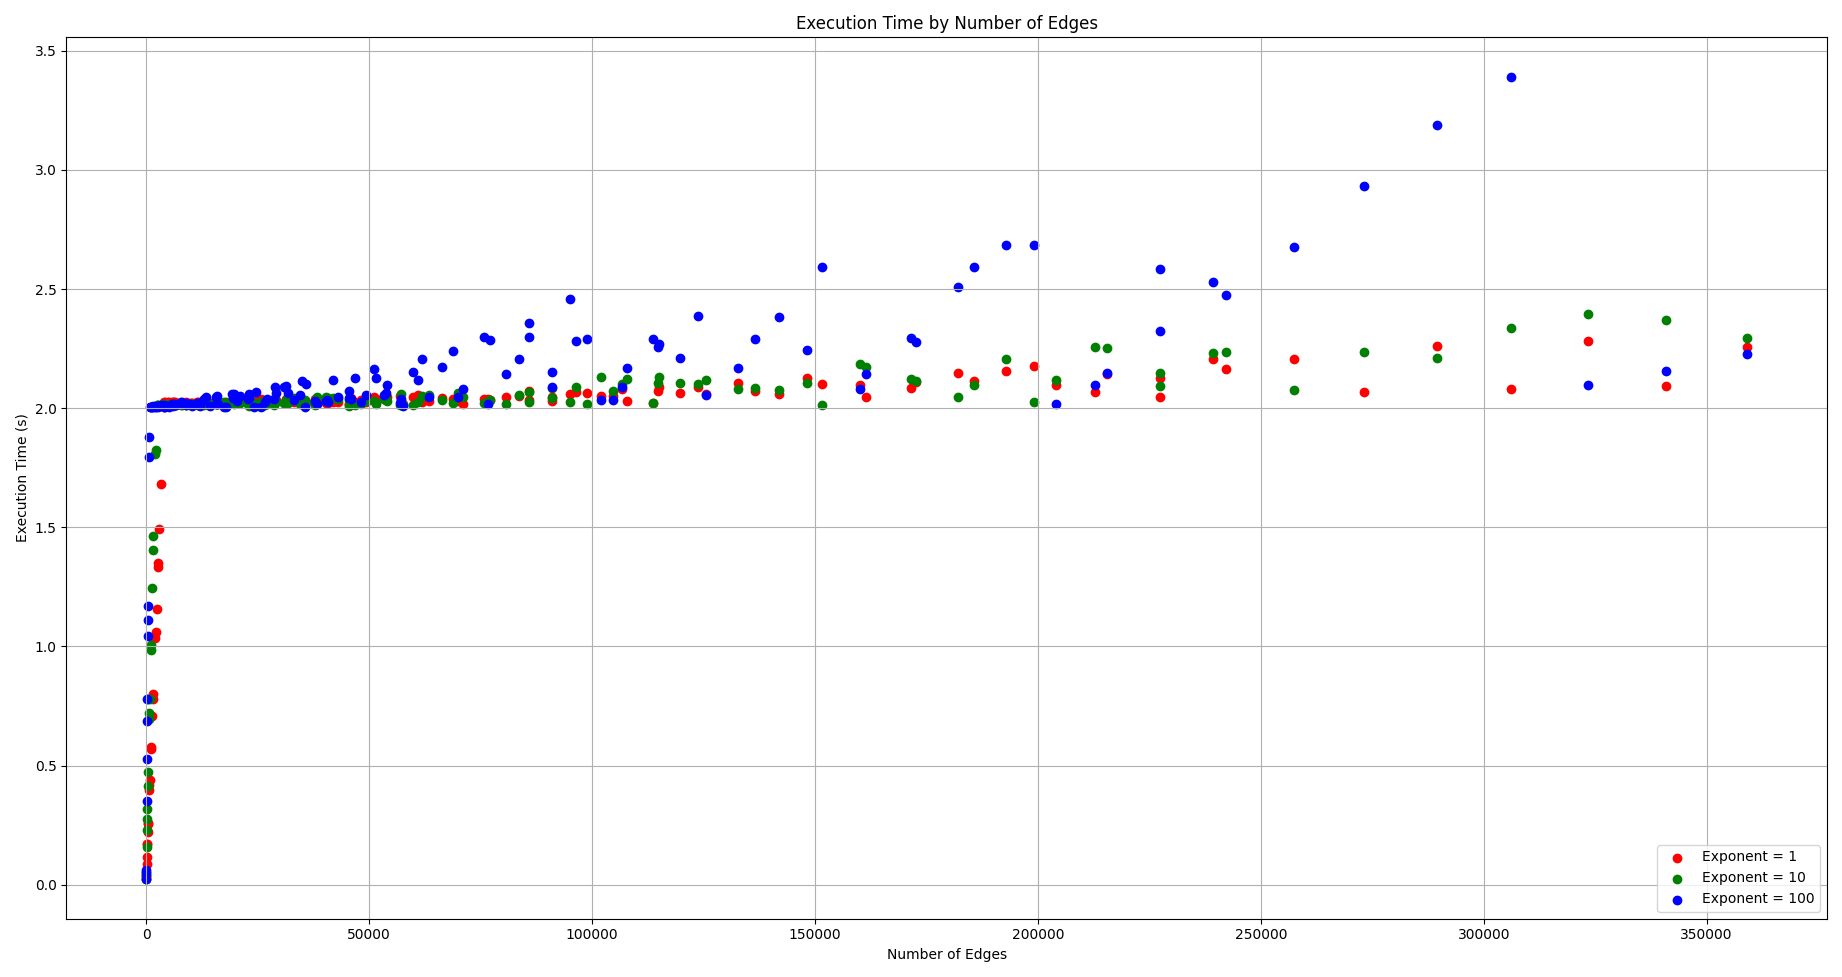 Execution Time by Number of Edges
3.5
3.0
2.5
2.0
1.5
1.0
0.5
0.0
Execution Time (s)
Exponent = 1
Exponent = 10
Exponent = 100
0 50000 100000 150000 200000 250000 300000 350000
Number of Edges